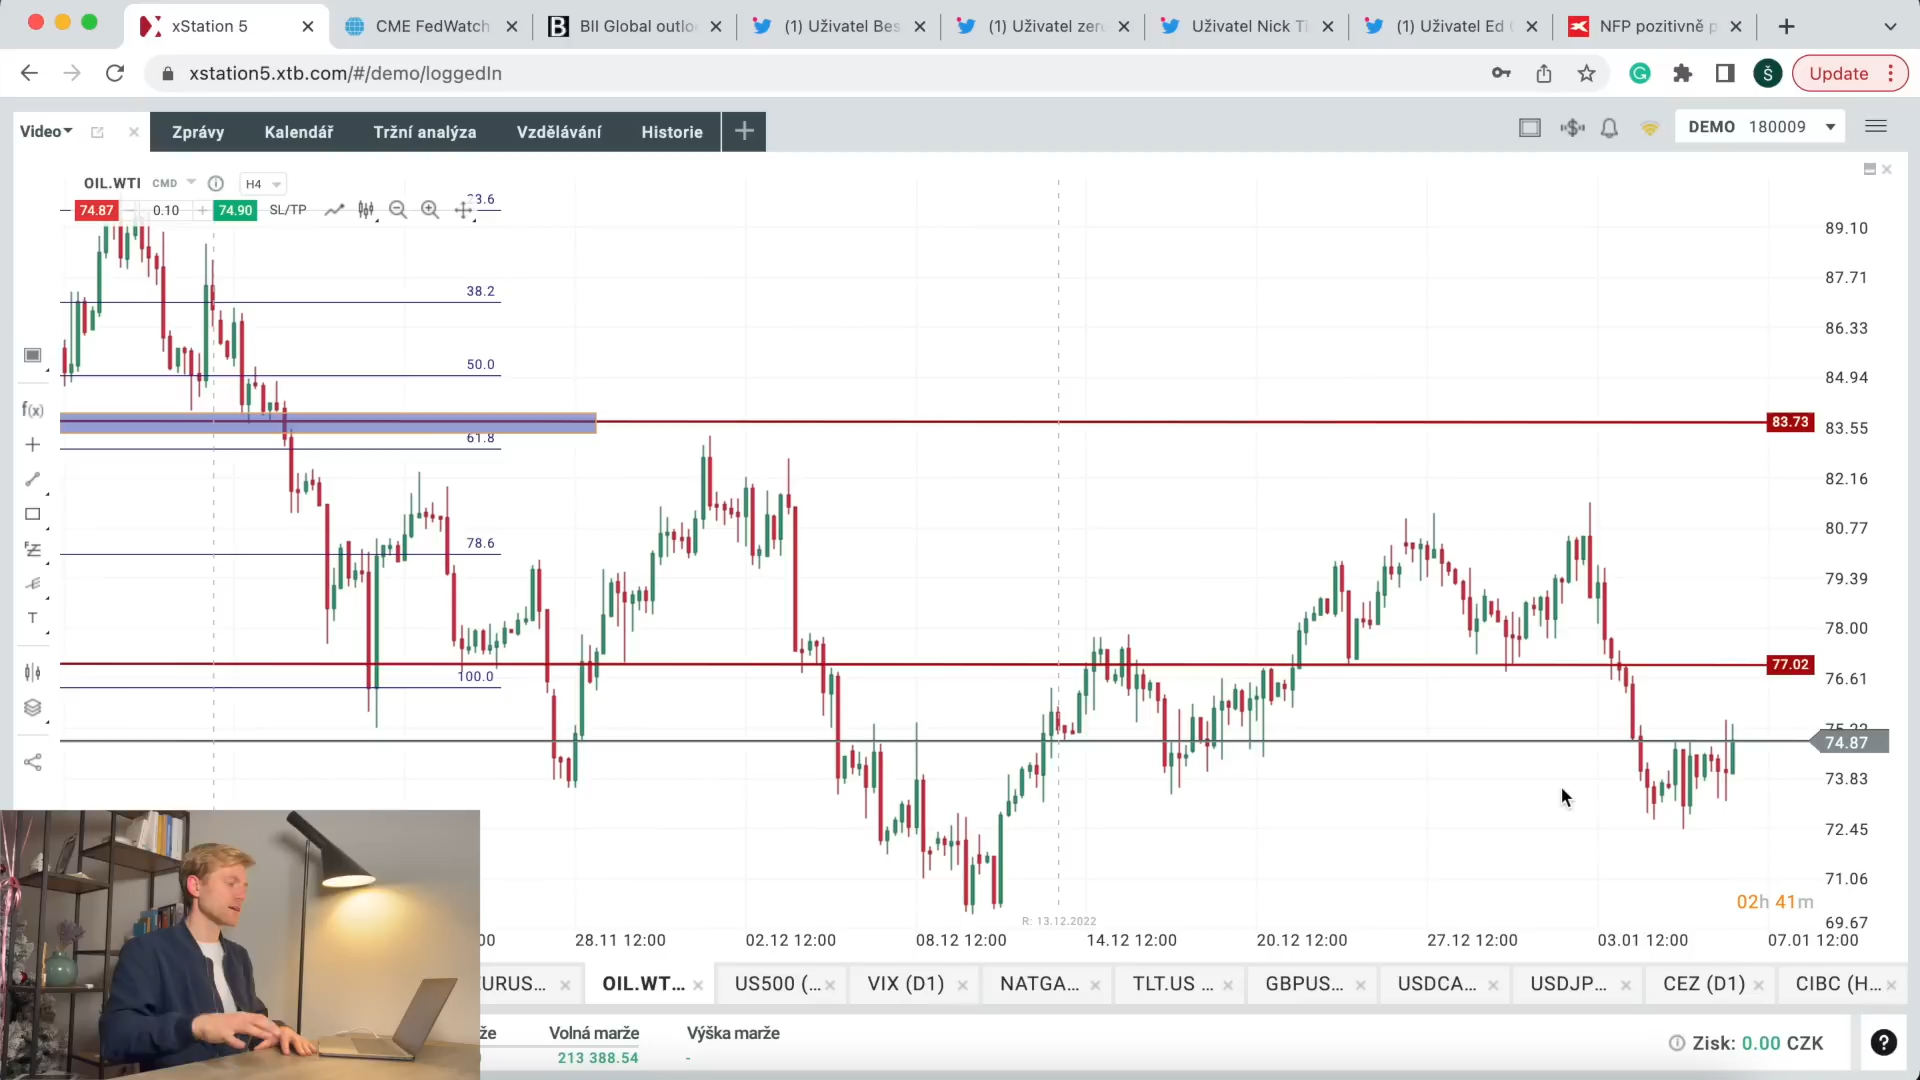 xStation 5
CME FedWatch
BII Global outlo
(1) Uživatel Bes
(1) Uživatel zer
Uživatel Nick Ti
(1) Uživatel Ed
NFP pozitivně p
xstation5.xtb.com/#/demo/loggedIn
Š
Update
Video
Zprávy
Kalendář
Tržní analýza
Vzdělávání
Historie
DEMO 180009
OIL.WTI CMD
H4
74.87
0.10
74.90
SL/TP
23.6
38.2
50.0
61.8
78.6
100.0
f(x)
T
89.10
87.71
86.33
84.94
83.73
83.55
82.16
80.77
79.39
78.00
77.02
76.61
74.87
73.83
72.45
71.06
69.67
02h 41m
R: 13.12.2022
28.11 12:00
02.12 12:00
08.12 12:00
14.12 12:00
20.12 12:00
27.12 12:00
03.01 12:00
07.01 12:00
URUS...
OIL.WT...
US500 (...
VIX (D1)
NATGA...
TLT.US ...
GBPUS...
USDCA...
USDJP...
CEZ (D1)
CIBC (H...
že
Volná marže
Výška marže
213 388.54
-
Zisk: 0.00 CZK
?